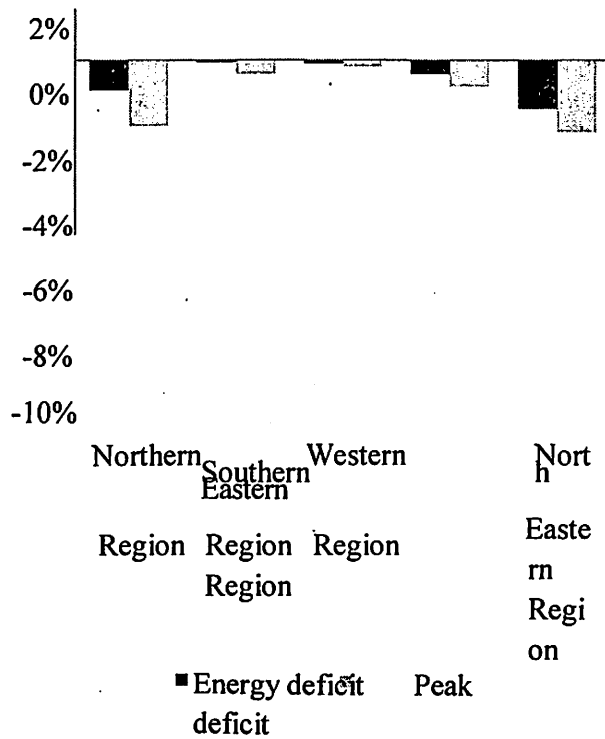 2%
0%
-2%
-4%
-6%
-8%
-10%
Northern
Southern
Eastern
Western
Nort
h
Region
Region
Region
Region
Easte
rn
Regi
on
Energy deficit Peak
deficit